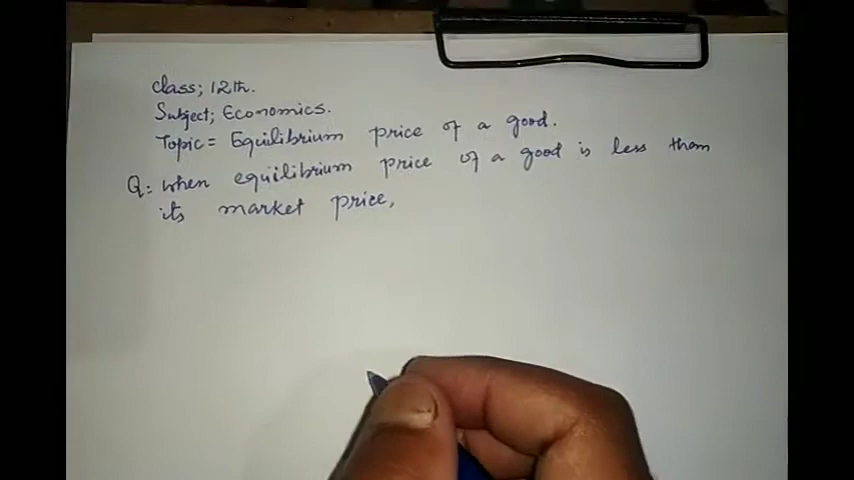 Class; 12th.
Subject; Economics.
Topic = Equilibrium price of a good.
Q: when equilibrium price of a good is less than
its market price,